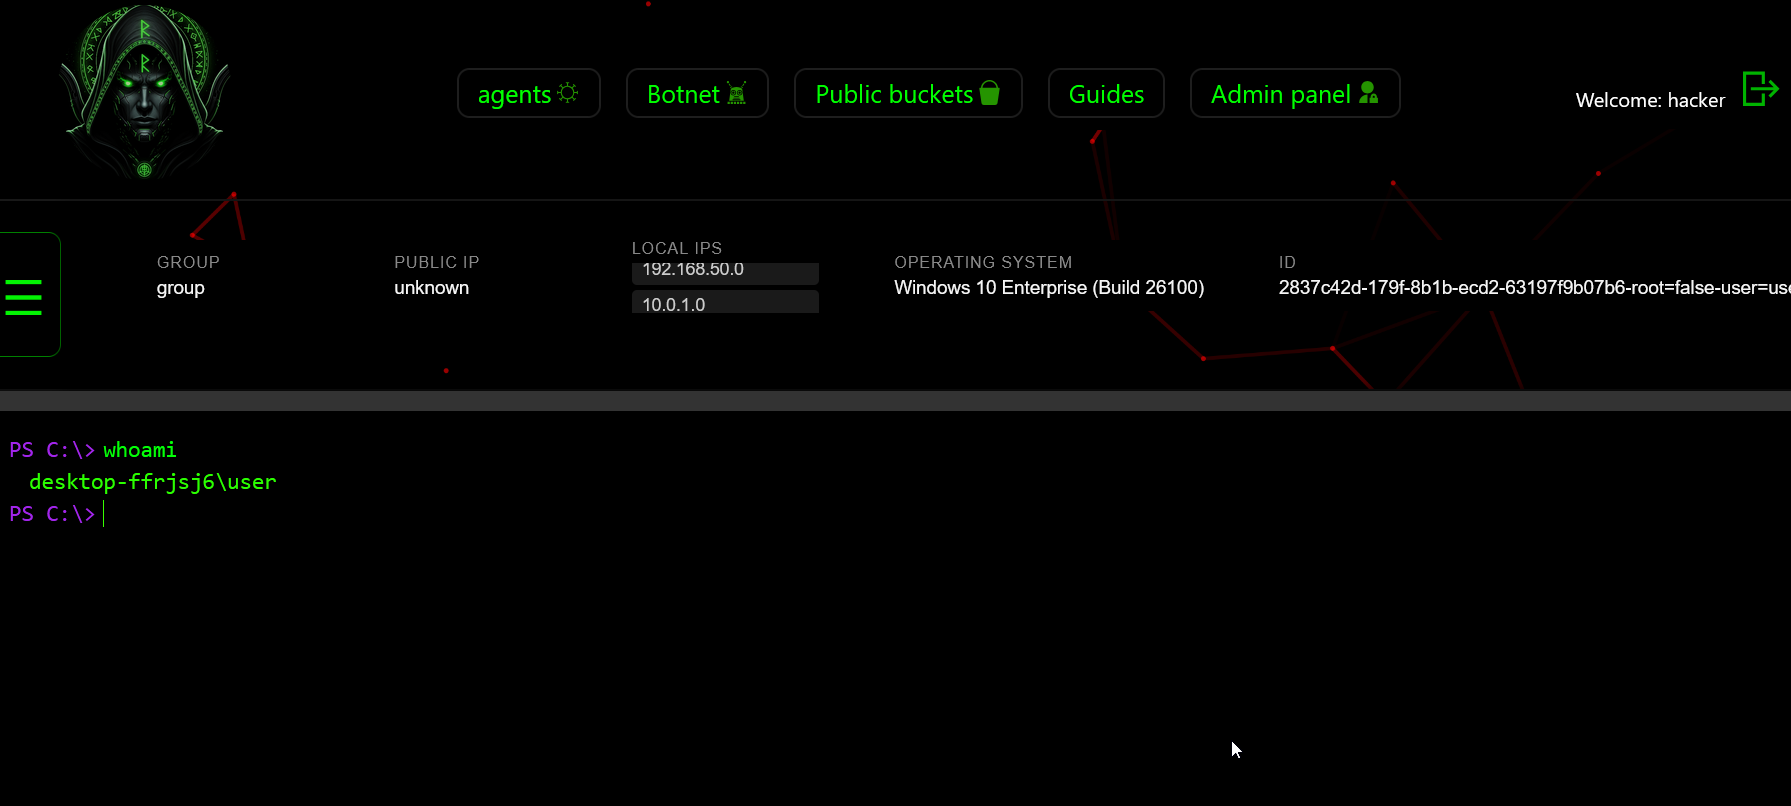 agents
Botnet
Public buckets
Guides
Admin panel
Welcome: hacker
GROUP
group
PUBLIC IP
unknown
LOCAL IPS
192.168.50.0
10.0.1.0
OPERATING SYSTEM
Windows 10 Enterprise (Build 26100)
ID
2837c42d-179f-8b1b-ecd2-63197f9b07b6-root=false-user=use
PS C:\> whoami
desktop-ffrjsj6\user
PS C:\>